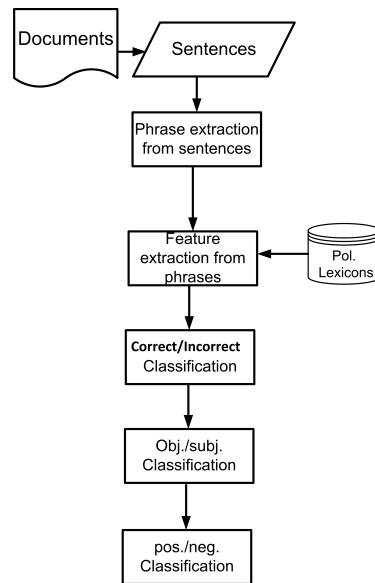 Documents
Sentences
Phrase extraction
from sentences
Feature
extraction from
phrases
Pol.
Lexicons
Correct/Incorrect
Classification
Obj./subj.
Classification
pos./neg.
Classification